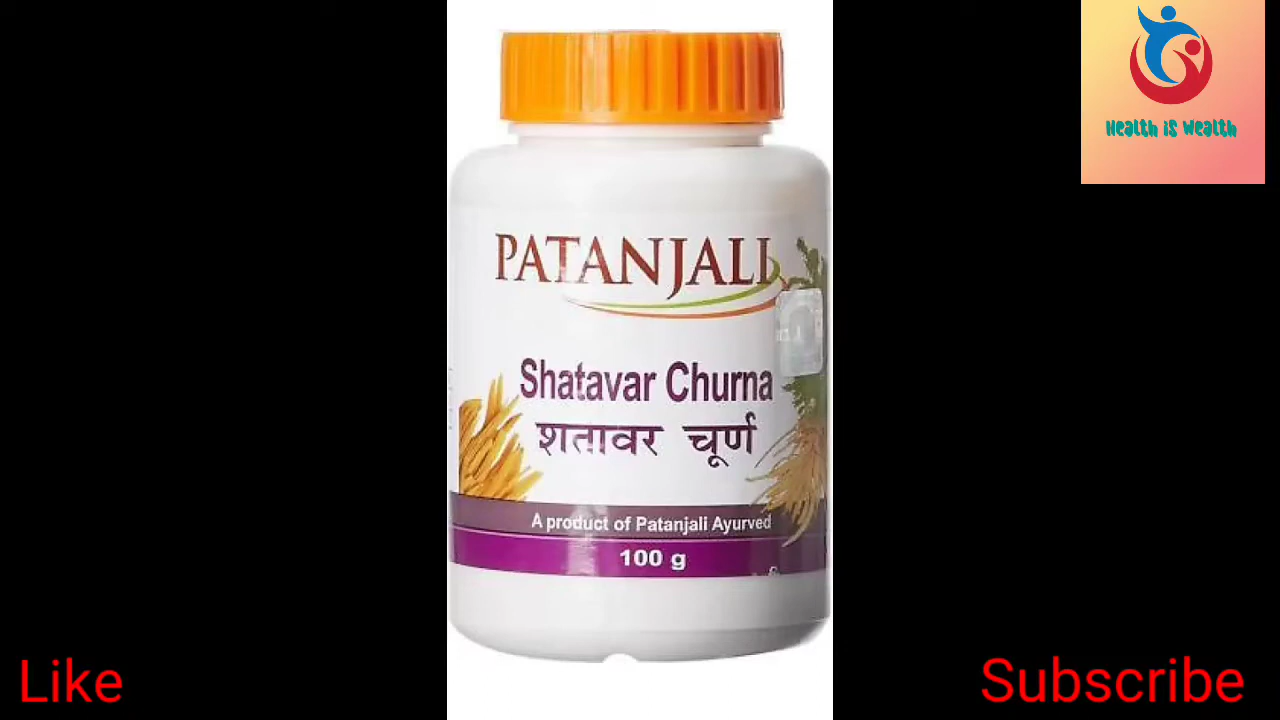 Health is Wealth
PATANJALI
Shatavar Churna
शतावर चूर्ण
A product of Patanjali Ayurved
100 g
Like
Subscribe